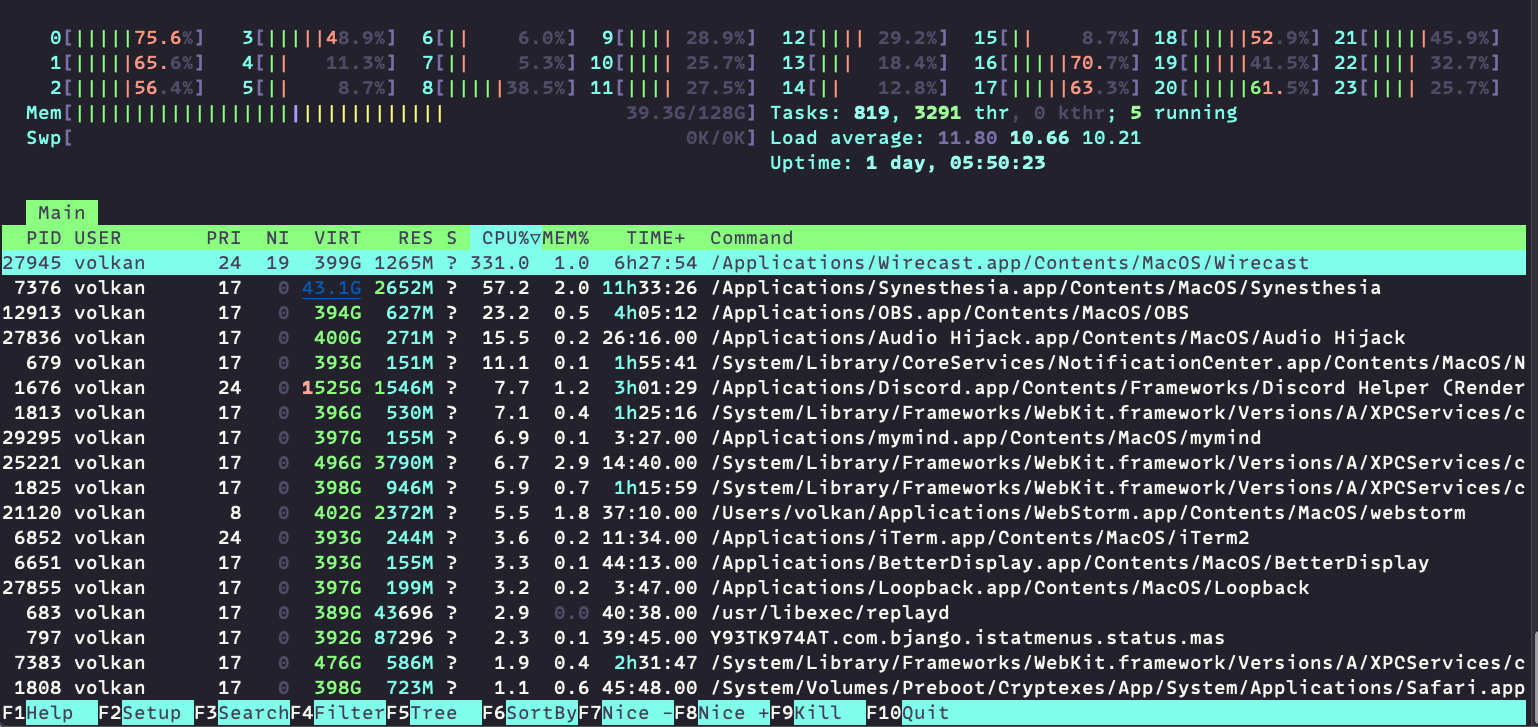 0[|||||75.6%] 3[|||||48.9%] 6[|| 6.0%] 9[|||| 28.9%] 12[|||| 29.2%] 15[|| 8.7%] 18[|||||52.9%] 21[|||||45.9%]
1[|||||65.6%] 4[|| 11.3%] 7[|| 5.3%] 10[|||| 25.7%] 13[||| 18.4%] 16[|||||70.7%] 19[|||||41.5%] 22[|||| 32.7%]
2[|||||56.4%] 5[|| 8.7%] 8[|||||38.5%] 11[|||| 27.5%] 14[|| 12.8%] 17[|||||63.3%] 20[|||||61.5%] 23[|||| 25.7%]
Mem[||||||||||||||||||||||||||||||| 39.3G/128G] Tasks: 819, 3291 thr, 0 kthr; 5 running
Swp[ 0K/0K] Load average: 11.80 10.66 10.21
Uptime: 1 day, 05:50:23
Main
PID USER PRI NI VIRT RES S CPU%▽MEM% TIME+ Command
27945 volkan 24 19 399G 1265M ? 331.0 1.0 6h27:54 /Applications/Wirecast.app/Contents/MacOS/Wirecast
7376 volkan 17 0 43.1G 2652M ? 57.2 2.0 11h33:26 /Applications/Synesthesia.app/Contents/MacOS/Synesthesia
12913 volkan 17 0 394G 627M ? 23.2 0.5 4h05:12 /Applications/OBS.app/Contents/MacOS/OBS
27836 volkan 17 0 400G 271M ? 15.5 0.2 26:16.00 /Applications/Audio Hijack.app/Contents/MacOS/Audio Hijack
679 volkan 17 0 393G 151M ? 11.1 0.1 1h55:41 /System/Library/CoreServices/NotificationCenter.app/Contents/MacOS/N
1676 volkan 24 0 1525G 1546M ? 7.7 1.2 3h01:29 /Applications/Discord.app/Contents/Frameworks/Discord Helper (Render
1813 volkan 17 0 396G 530M ? 7.1 0.4 1h25:16 /System/Library/Frameworks/WebKit.framework/Versions/A/XPCServices/c
29295 volkan 17 0 397G 155M ? 6.9 0.1 3:27.00 /Applications/mymind.app/Contents/MacOS/mymind
25221 volkan 17 0 496G 3790M ? 6.7 2.9 14:40.00 /System/Library/Frameworks/WebKit.framework/Versions/A/XPCServices/c
1825 volkan 17 0 398G 946M ? 5.9 0.7 1h15:59 /System/Library/Frameworks/WebKit.framework/Versions/A/XPCServices/c
21120 volkan 8 0 402G 2372M ? 5.5 1.8 37:10.00 /Users/volkan/Applications/WebStorm.app/Contents/MacOS/webstorm
6852 volkan 24 0 393G 244M ? 3.6 0.2 11:34.00 /Applications/iTerm.app/Contents/MacOS/iTerm2
6651 volkan 17 0 393G 155M ? 3.3 0.1 44:13.00 /Applications/BetterDisplay.app/Contents/MacOS/BetterDisplay
27855 volkan 17 0 397G 199M ? 3.2 0.2 3:47.00 /Applications/Loopback.app/Contents/MacOS/Loopback
683 volkan 17 0 389G 43696 ? 2.9 0.0 40:38.00 /usr/libexec/replayd
797 volkan 17 0 392G 87296 ? 2.3 0.1 39:45.00 Y93TK974AT.com.bjango.istatmenus.status.mas
7383 volkan 17 0 476G 586M ? 1.9 0.4 2h31:47 /System/Library/Frameworks/WebKit.framework/Versions/A/XPCServices/c
1808 volkan 17 0 398G 723M ? 1.1 0.6 45:48.00 /System/Volumes/Preboot/Cryptexes/App/System/Applications/Safari.app
F1Help F2Setup F3SearchF4FilterF5Tree F6SortByF7Nice -F8Nice +F9Kill F10Quit